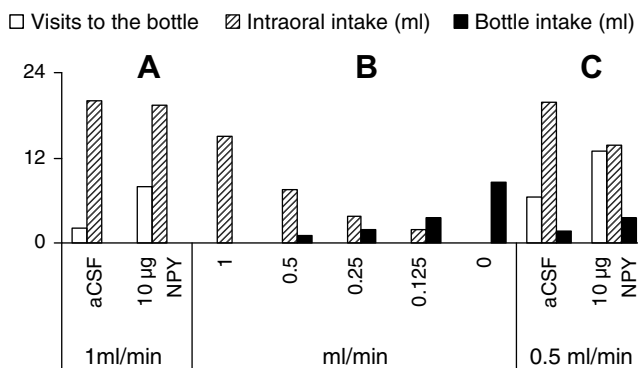 Visits to the bottle Intraoral intake (ml) Bottle intake (ml)
24
12
0
A
B
C
aCSF
10 µg
NPY
1
0.5
0.25
0.125
0
aCSF
10 µg
NPY
1ml/min
ml/min
0.5 ml/min